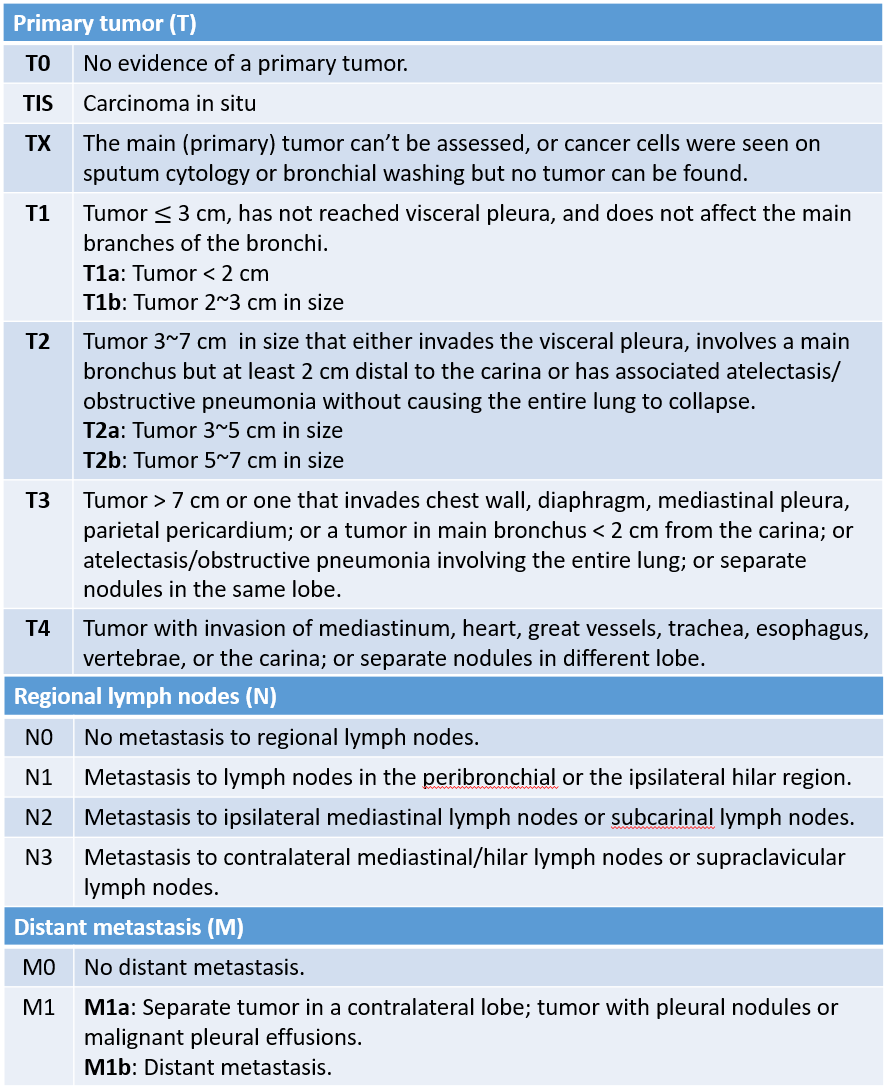 Primary tumor (T)
T0 No evidence of a primary tumor.
TIS Carcinoma in situ
TX The main (primary) tumor can’t be assessed, or cancer cells were seen on
sputum cytology or bronchial washing but no tumor can be found.
T1 Tumor ≤ 3 cm, has not reached visceral pleura, and does not affect the main
branches of the bronchi.
T1a: Tumor < 2 cm
T1b: Tumor 2~3 cm in size
T2 Tumor 3~7 cm  in size that either invades the visceral pleura, involves a main
bronchus but at least 2 cm distal to the carina or has associated atelectasis/
obstructive pneumonia without causing the entire lung to collapse.
T2a: Tumor 3~5 cm in size
T2b: Tumor 5~7 cm in size
T3 Tumor > 7 cm or one that invades chest wall, diaphragm, mediastinal pleura,
parietal pericardium; or a tumor in main bronchus < 2 cm from the carina; or
atelectasis/obstructive pneumonia involving the entire lung; or separate
nodules in the same lobe.
T4 Tumor with invasion of mediastinum, heart, great vessels, trachea, esophagus,
vertebrae, or the carina; or separate nodules in different lobe.
Regional lymph nodes (N)
N0 No metastasis to regional lymph nodes.
N1 Metastasis to lymph nodes in the peribronchial or the ipsilateral hilar region.
N2 Metastasis to ipsilateral mediastinal lymph nodes or subcarinal lymph nodes.
N3 Metastasis to contralateral mediastinal/hilar lymph nodes or supraclavicular
lymph nodes.
Distant metastasis (M)
M0 No distant metastasis.
M1 M1a: Separate tumor in a contralateral lobe; tumor with pleural nodules or
malignant pleural effusions.
M1b: Distant metastasis.